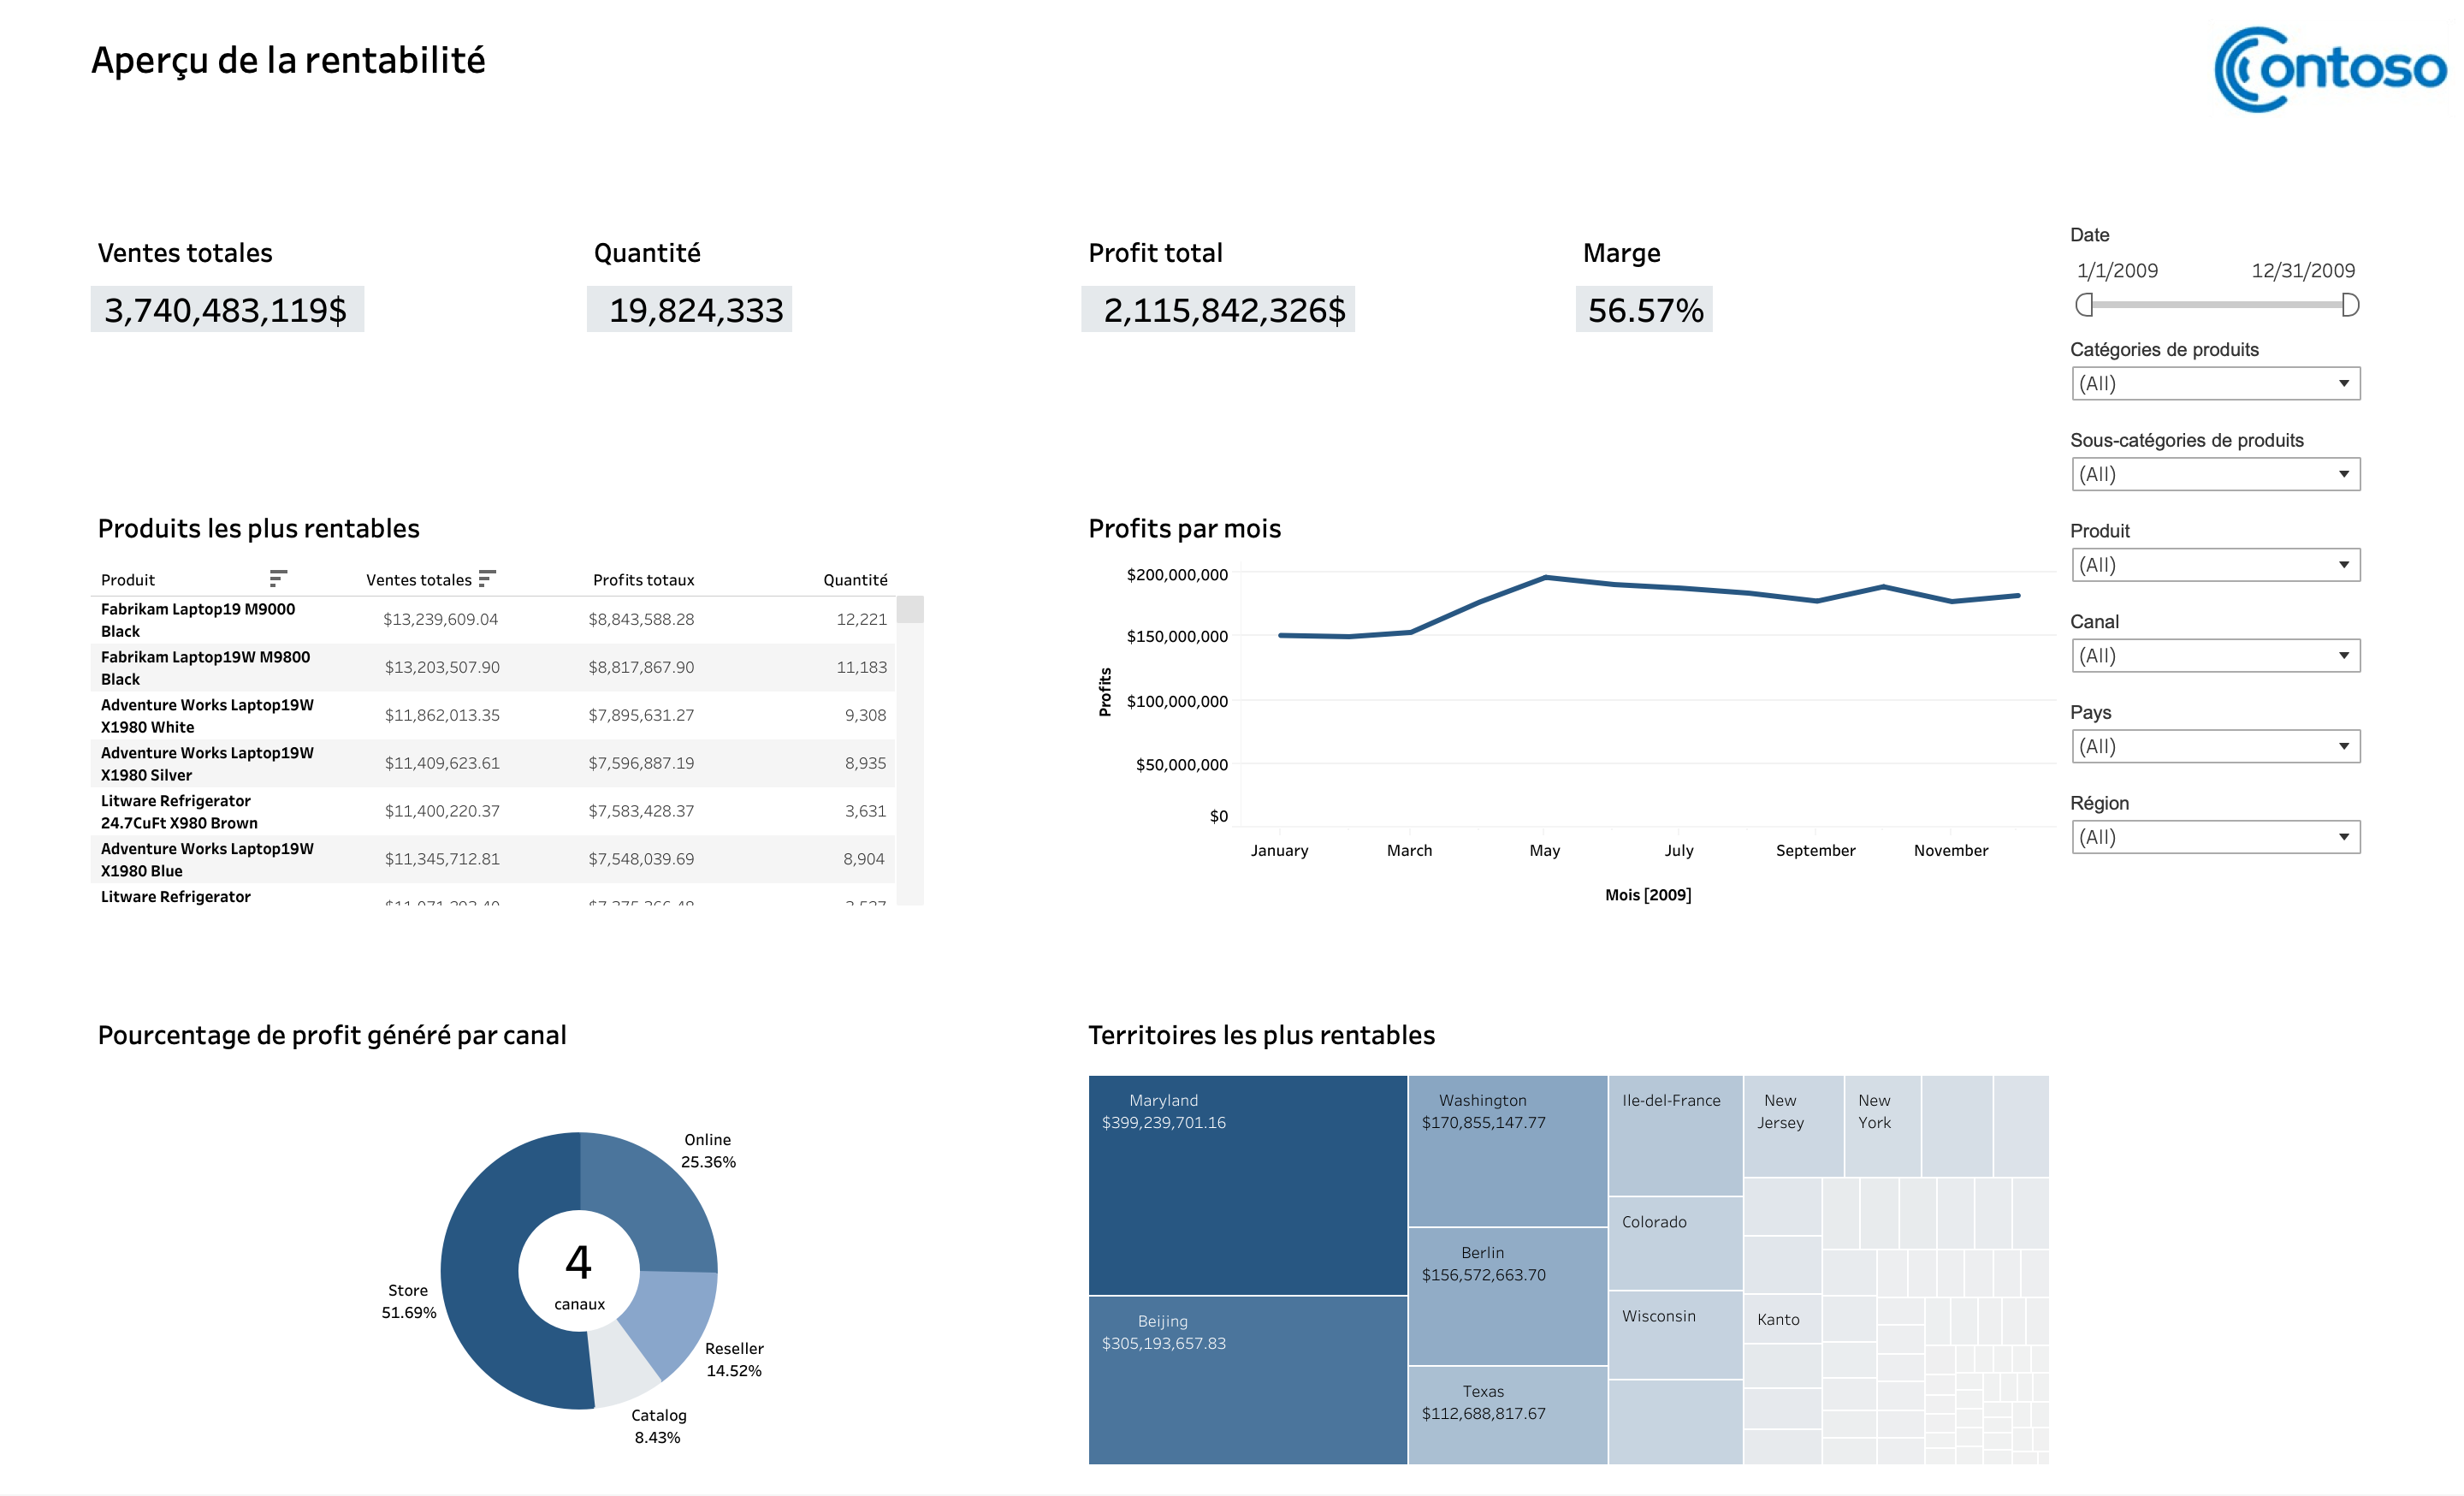 Aperçu de la rentabilité
Contoso
Ventes totales
3,740,483,119$
Quantité
19,824,333
Profit total
2,115,842,326$
Marge
56.57%
Date
1/1/2009 12/31/2009
Catégories de produits
(All)
Sous-catégories de produits
(All)
Produit
(All)
Canal
(All)
Pays
(All)
Région
(All)
Produits les plus rentables
Produit Ventes totales Profits totaux Quantité
Fabrikam Laptop19 M9000
Black $13,239,609.04 $8,843,588.28 12,221
Fabrikam Laptop19W M9800
Black $13,203,507.90 $8,817,867.90 11,183
Adventure Works Laptop19W
X1980 White $11,862,013.35 $7,895,631.27 9,308
Adventure Works Laptop19W
X1980 Silver $11,409,623.61 $7,596,887.19 8,935
Litware Refrigerator
24.7CuFt X980 Brown $11,400,220.37 $7,583,428.37 3,631
Adventure Works Laptop19W
X1980 Blue $11,345,712.81 $7,548,039.69 8,904
Litware Refrigerator
Profits par mois
$200,000,000
$150,000,000
$100,000,000
$50,000,000
$0
Profits
January March May July September November
Mois [2009]
Pourcentage de profit généré par canal
Online
25.36%
Store
51.69%
4
canaux
Reseller
14.52%
Catalog
8.43%
Territoires les plus rentables
Maryland
$399,239,701.16
Beijing
$305,193,657.83
Washington
$170,855,147.77
Berlin
$156,572,663.70
Texas
$112,688,817.67
Ile-del-France
Colorado
Wisconsin
New
Jersey
New
York
Kanto